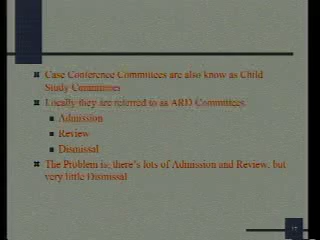 Case Conference Committees are also know as Child
Study Committees
Locally they are referred to as ARD Committees.
Admission
Review
Dismissal
The Problem is, there's lots of Admission and Review, but
very little Dismissal